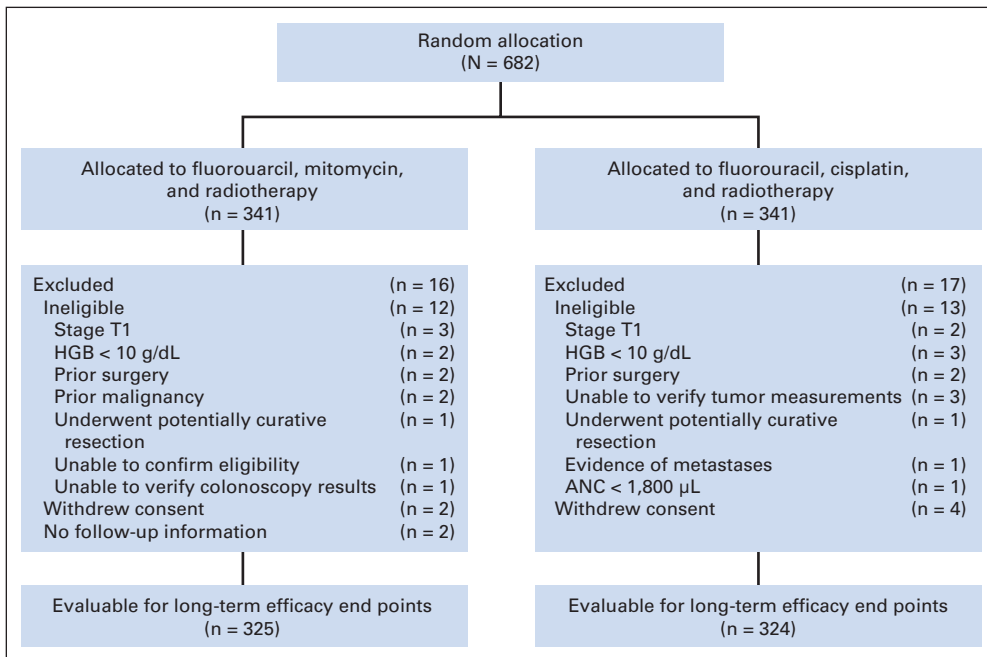 Random allocation
(N = 682)
Allocated to fluorouarcil, mitomycin,
and radiotherapy
(n = 341)
Allocated to fluorouracil, cisplatin,
and radiotherapy
(n = 341)
Excluded (n = 16)
Ineligible (n = 12)
Stage T1 (n = 3)
HGB < 10 g/dL (n = 2)
Prior surgery (n = 2)
Prior malignancy (n = 2)
Underwent potentially curative (n = 1)
resection
Unable to confirm eligibility (n = 1)
Unable to verify colonoscopy results (n = 1)
Withdrew consent (n = 2)
No follow-up information (n = 2)
Excluded (n = 17)
Ineligible (n = 13)
Stage T1 (n = 2)
HGB < 10 g/dL (n = 3)
Prior surgery (n = 2)
Unable to verify tumor measurements (n = 3)
Underwent potentially curative (n = 1)
resection
Evidence of metastases (n = 1)
ANC < 1,800 µL (n = 1)
Withdrew consent (n = 4)
Evaluable for long-term efficacy end points
(n = 325)
Evaluable for long-term efficacy end points
(n = 324)